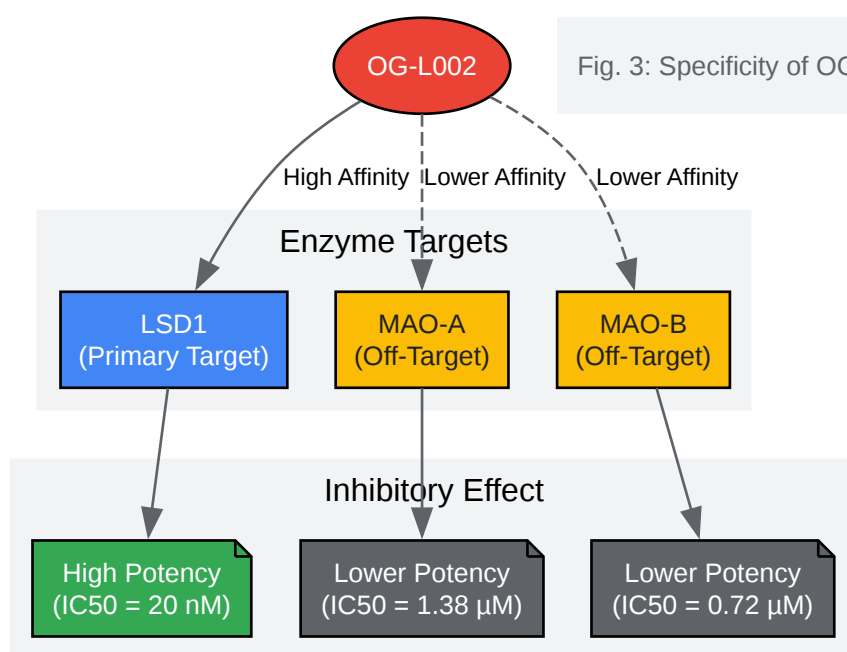 OG-L002
Fig. 3: Specificity of OG
High Affinity
Lower Affinity
Lower Affinity
Enzyme Targets
LSD1
(Primary Target)
MAO-A
(Off-Target)
MAO-B
(Off-Target)
Inhibitory Effect
High Potency
(IC50 = 20 nM)
Lower Potency
(IC50 = 1.38 µM)
Lower Potency
(IC50 = 0.72 µM)